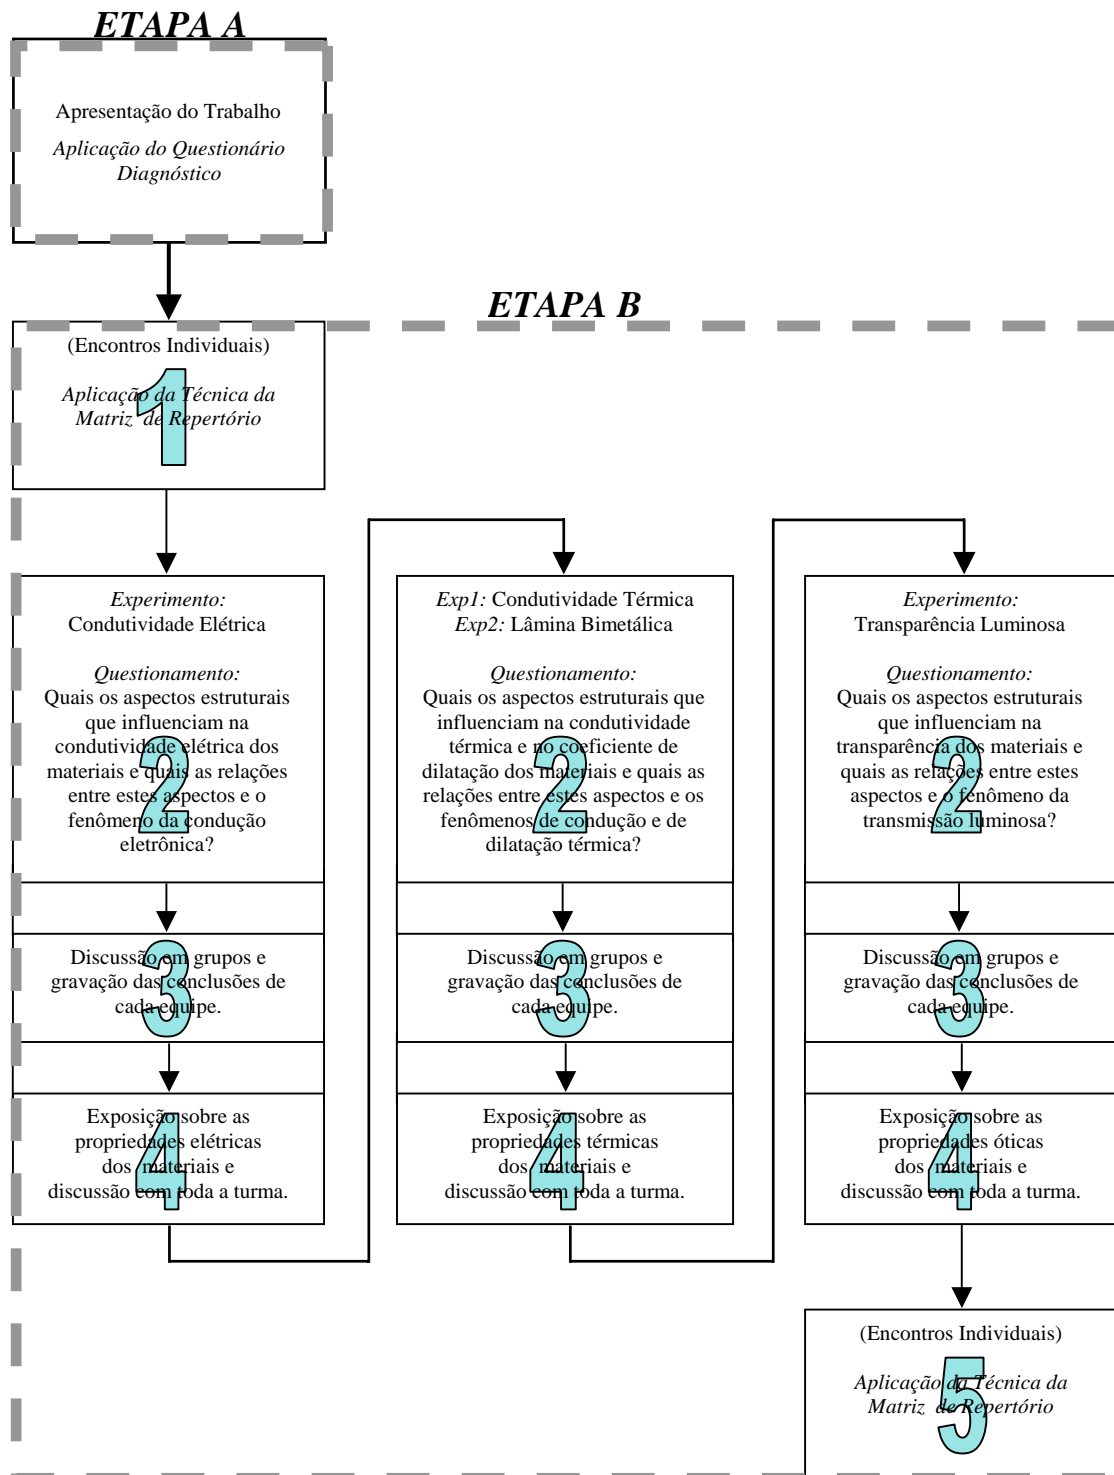 ETAPA A
Apresentação do Trabalho
Aplicação do Questionário
Diagnóstico
ETAPA B
(Encontros Individuais)
1
Aplicação da Técnica da
Matriz de Repertório
Experimento:
Condutividade Elétrica
Questionamento:
Quais os aspectos estruturais
que influenciam na
condutividade elétrica dos
materiais e quais as relações
entre estes aspectos e o
fenômeno da condução
eletrônica?
2
Discussão em grupos e
gravação das conclusões de
cada equipe.
3
Exposição sobre as
propriedades elétricas
dos materiais e
discussão com toda a turma.
4
Exp1: Condutividade Térmica
Exp2: Lâmina Bimetálica
Questionamento:
Quais os aspectos estruturais que
influenciam na condutividade
térmica e no coeficiente de
dilatação dos materiais e quais as
relações entre estes aspectos e os
fenômenos de condução e de
dilatação térmica?
2
Discussão em grupos e
gravação das conclusões de
cada equipe.
3
Exposição sobre as
propriedades térmicas
dos materiais e
discussão com toda a turma.
4
Experimento:
Transparência Luminosa
Questionamento:
Quais os aspectos estruturais
que influenciam na
transparência dos materiais e
quais as relações entre estes
aspectos e o fenômeno da
transmissão luminosa?
2
Discussão em grupos e
gravação das conclusões de
cada equipe.
3
Exposição sobre as
propriedades óticas
dos materiais e
discussão com toda a turma.
4
(Encontros Individuais)
5
Aplicação da Técnica da
Matriz de Repertório